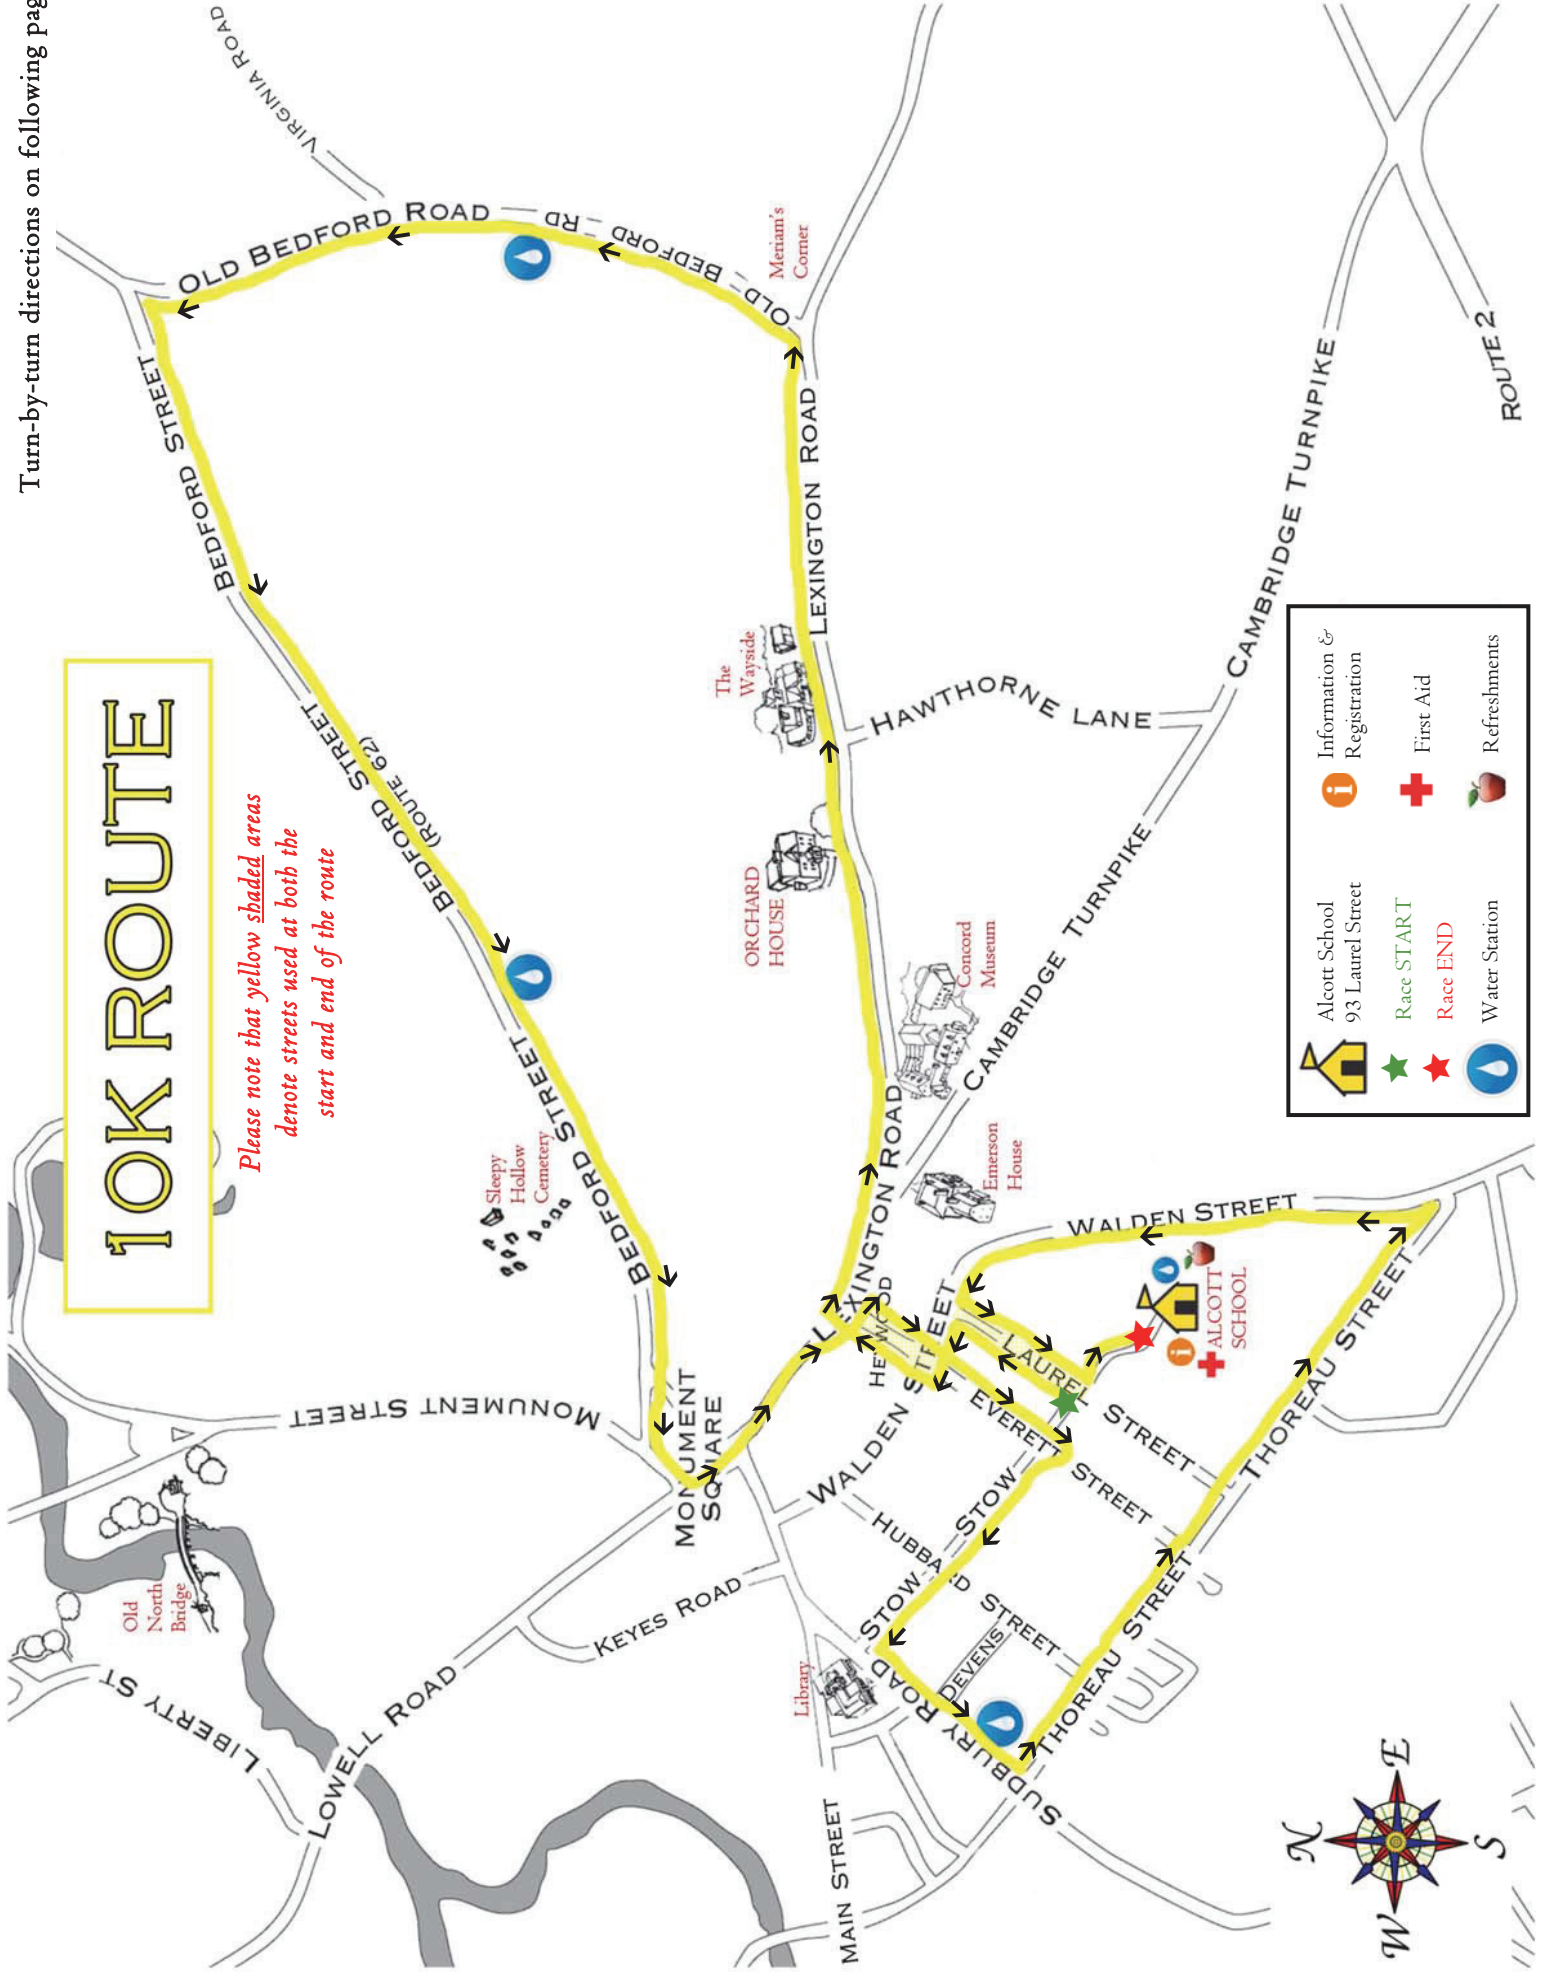 Turn-by-turn directions on following pag
10K ROUTE
Please note that yellow shaded areas
denote streets used at both the
start and end of the route
VIRGINIA ROAD
OLD BEDFORD ROAD
OLD BEDFORD RD
Meriam's
Corner
BEDFORD STREET
BEDFORD STREET
(ROUTE 62)
BEDFORD STREET
BEDFORD STREET
Sleepy
Hollow
Cemetery
LEXINGTON ROAD
The
Wayside
ORCHARD
HOUSE
HAWTHORNE LANE
CAMBRIDGE TURNPIKE
CAMBRIDGE TURNPIKE
ROUTE 2
Concord
Museum
LEXINGTON ROAD
Emerson
House
MONUMENT STREET
MONUMENT
SQUARE
Old
North
Bridge
LIBERTY ST
LOWELL ROAD
KEYES ROAD
Library
MAIN STREET
HEYWOOD
WALDEN STREET
WALDEN STREET
LAUREL STREET
EVERETT STREET
HUBBARD STREET
STOW
STOW
DEVENS
SUDBURY ROAD
THOREAU STREET
THOREAU STREET
ALCOTT
SCHOOL
Alcott School
93 Laurel Street
Race START
Race END
Water Station
Information &
Registration
First Aid
Refreshments
N
W
E
S